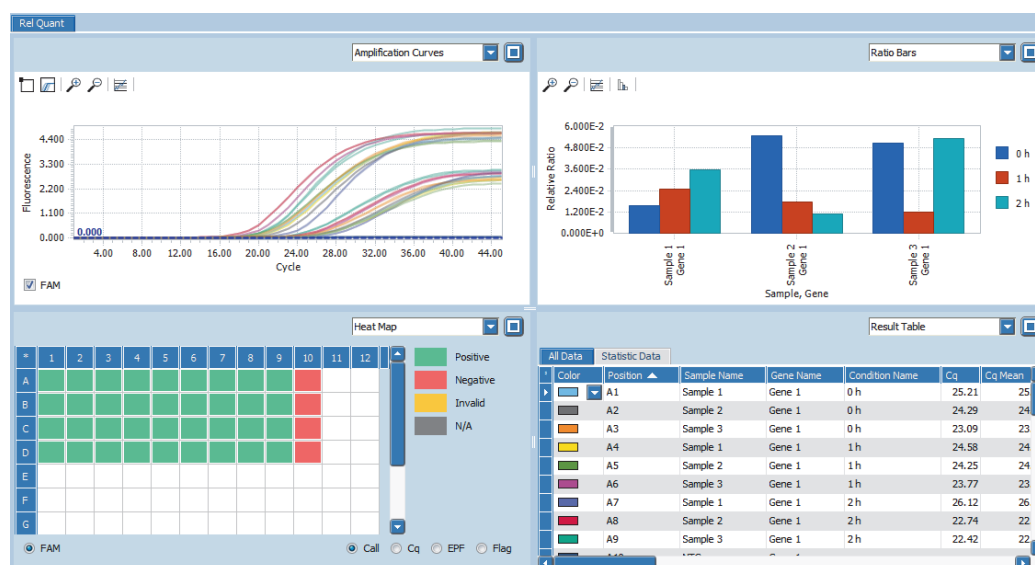 Rel Quant
Amplification Curves
Fluorescence
4.400
3.300
2.200
1.100
0.000
0.000
4.00 8.00 12.00 16.00 20.00 24.00 28.00 32.00 36.00 40.00 44.00
Cycle
FAM
Ratio Bars
Relative Ratio
6.000E-2
4.800E-2
3.600E-2
2.400E-2
1.200E-2
0.000E+0
Sample 1
Gene 1
Sample 2
Gene 1
Sample 3
Gene 1
Sample, Gene
0 h
1 h
2 h
Heat Map
* 1 2 3 4 5 6 7 8 9 10 11 12
A
B
C
D
E
F
G
Positive
Negative
Invalid
N/A
FAM
Call Cq EPF Flag
Result Table
All Data Statistic Data
Color Position Sample Name Gene Name Condition Name Cq Cq Mean
A1 Sample 1 Gene 1 0 h 25.21 25
A2 Sample 2 Gene 1 0 h 24.29 24
A3 Sample 3 Gene 1 0 h 23.09 23
A4 Sample 1 Gene 1 1 h 24.58 24
A5 Sample 2 Gene 1 1 h 24.25 24
A6 Sample 3 Gene 1 1 h 23.77 23
A7 Sample 1 Gene 1 2 h 26.12 26
A8 Sample 2 Gene 1 2 h 22.74 22
A9 Sample 3 Gene 1 2 h 22.42 22